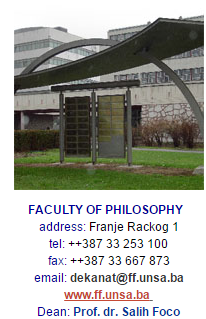 FACULTY OF PHILOSOPHY
address: Franje Rackog 1
tel: ++387 33 253 100
fax: ++387 33 667 873
email: dekanat@ff.unsa.ba
www.ff.unsa.ba
Dean: Prof. dr. Salih Foco